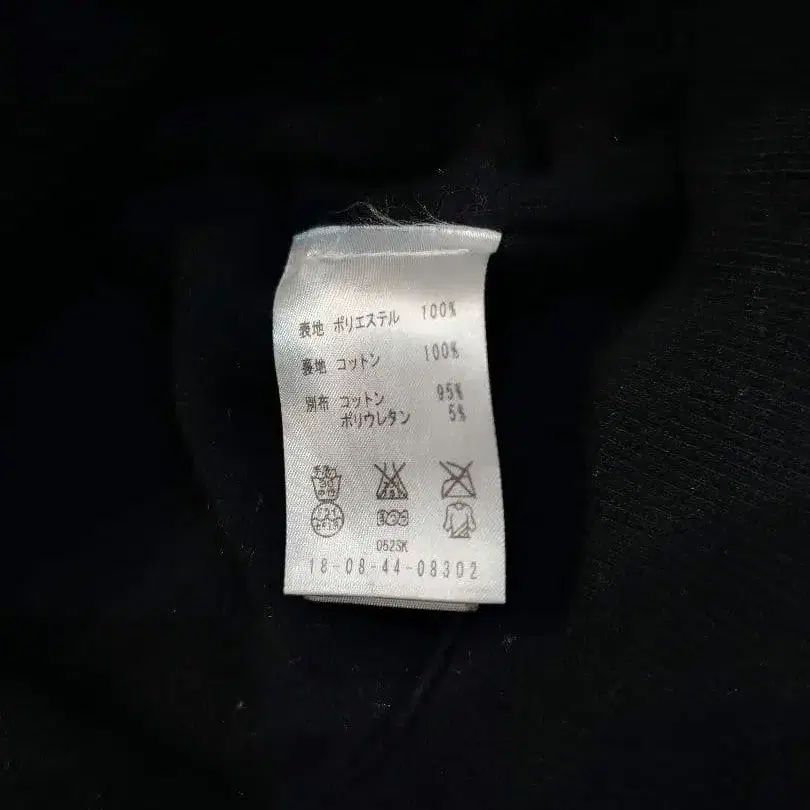 表地 ポリエステル 100%
裏地 コットン 100%
別布 コットン 95%
ポリウレタン 5%
052SK
18-08-44-08302